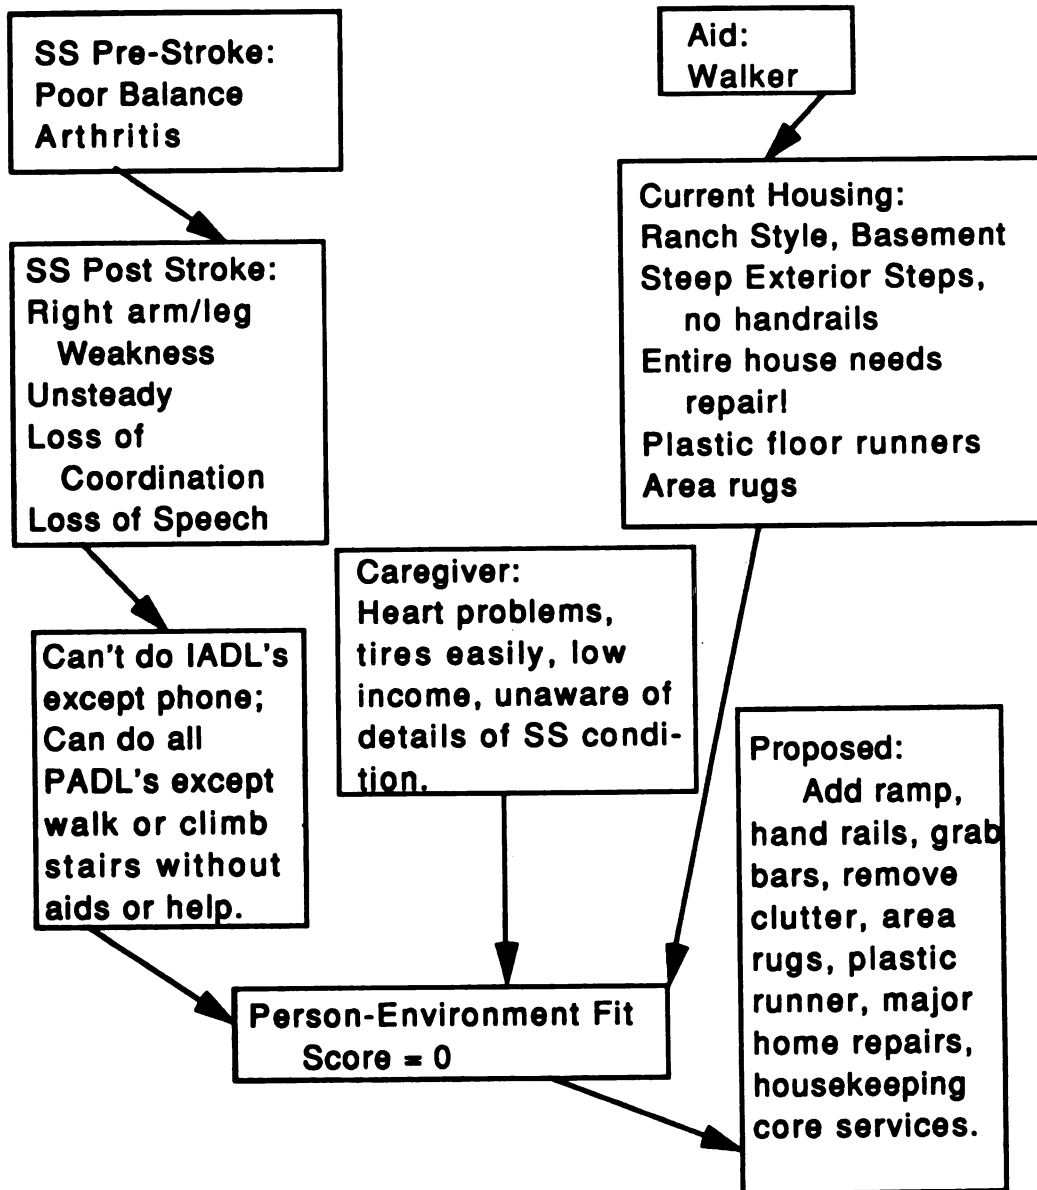 SS Pre-Stroke:
Poor Balance
Arthritis
Aid:
Walker
SS Post Stroke:
Right arm/leg
Weakness
Unsteady
Loss of
Coordination
Loss of Speech
Current Housing:
Ranch Style, Basement
Steep Exterior Steps,
no handrails
Entire house needs
repair!
Plastic floor runners
Area rugs
Can't do IADL's
except phone;
Can do all
PADL's except
walk or climb
stairs without
aids or help.
Caregiver:
Heart problems,
tires easily, low
income, unaware of
details of SS condi-
tion.
Person-Environment Fit
Score = 0
Proposed:
Add ramp,
hand rails, grab
bars, remove
clutter, area
rugs, plastic
runner, major
home repairs,
housekeeping
core services.